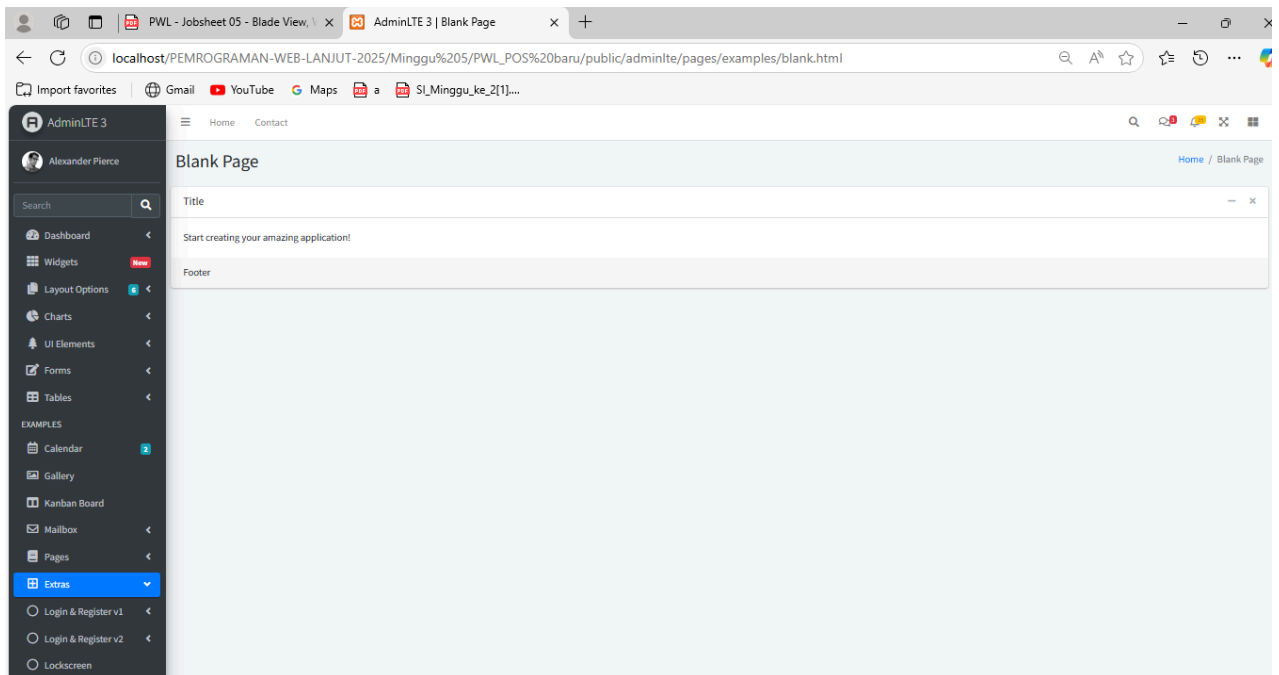 PWL - Jobsheet 05 - Blade View, \
AdminLTE 3 | Blank Page
localhost/PEMROGRAMAN-WEB-LANJUT-2025/Minggu%205/PWL_POS%20baru/public/adminlte/pages/examples/blank.html
Import favorites
Gmail
YouTube
Maps
a
SI_Minggu_ke_2[1]....
AdminLTE 3
Home
Contact
Alexander Pierce
Blank Page
Home / Blank Page
Search
Title
Start creating your amazing application!
Footer
Dashboard
Widgets New
Layout Options 6
Charts
UI Elements
Forms
Tables
EXAMPLES
Calendar 2
Gallery
Kanban Board
Mailbox
Pages
Extras
Login & Register v1
Login & Register v2
Lockscreen